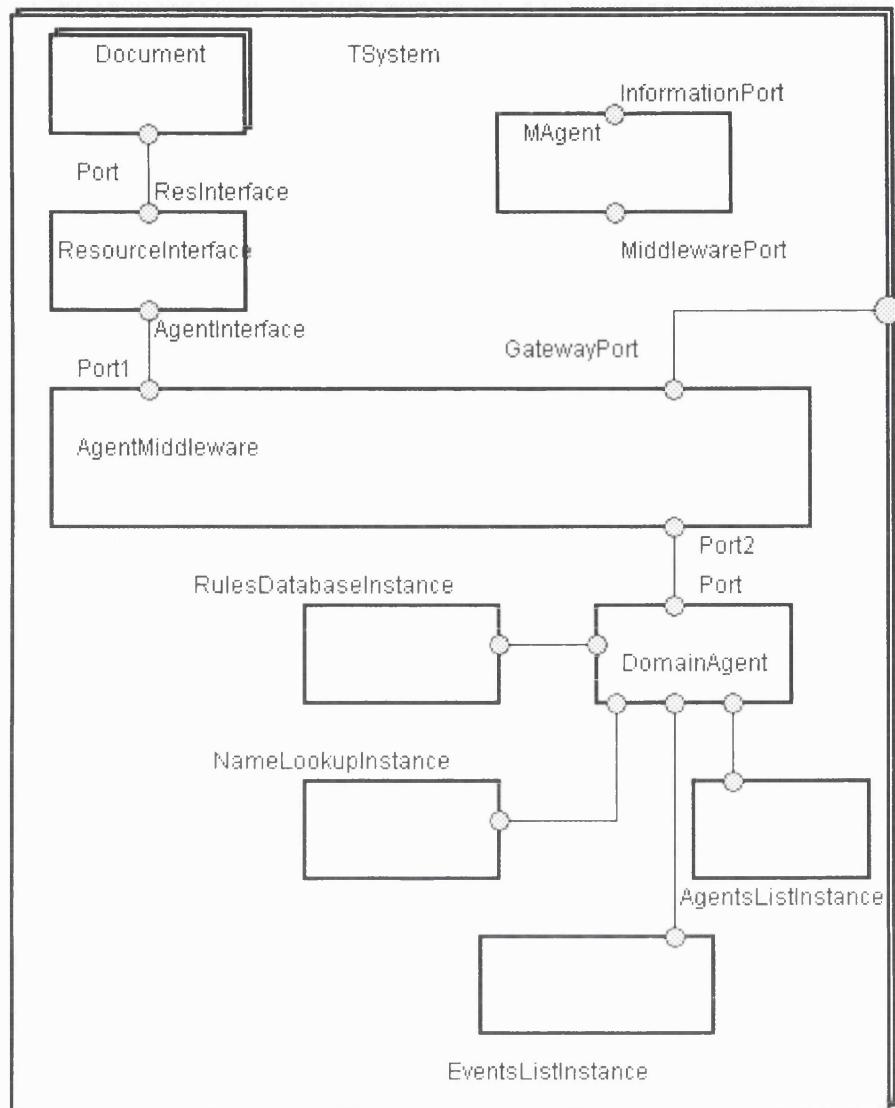 Document
TSystem
InformationPort
MAgent
Port
ResInterface
ResourceInterface
MiddlewarePort
AgentInterface
GatewayPort
Port1
AgentMiddleware
Port2
RulesDatabaseInstance
Port
DomainAgent
NameLookupInstance
AgentsListInstance
EventsListInstance